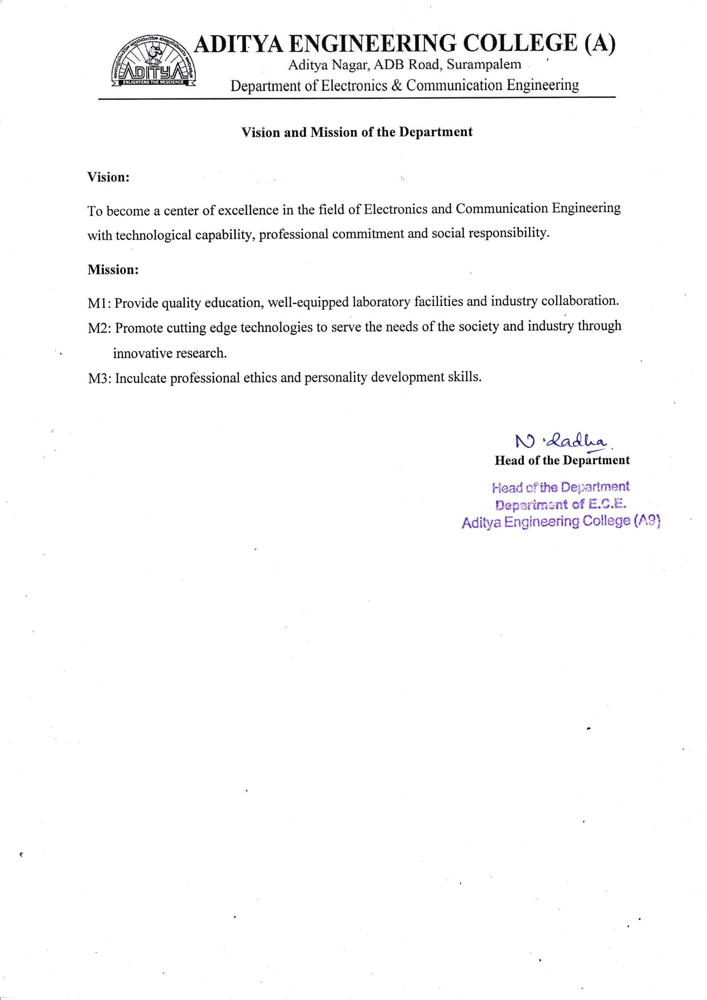 ADITYA ENGINEERING COLLEGE (A)
ADITYA
ENLIGHTENS THE NESCIENCE
Aditya Nagar, ADB Road, Surampalem
Department of Electronics & Communication Engineering
Vision and Mission of the Department
Vision:
To become a center of excellence in the field of Electronics and Communication Engineering
with technological capability, professional commitment and social responsibility.
Mission:
M1: Provide quality education, well-equipped laboratory facilities and industry collaboration.
M2: Promote cutting edge technologies to serve the needs of the society and industry through
innovative research.
M3: Inculcate professional ethics and personality development skills.
N. Radha
Head of the Department
Head of the Department
Department of E.C.E.
Aditya Engineering College (A9)